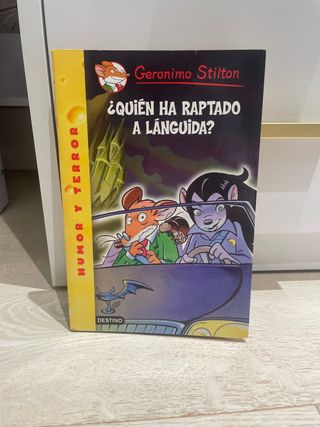 Geronimo Stilton
¿QUIÉN HA RAPTADO
A LÁNGUIDA?
HUMOR Y TERROR
DESTINO